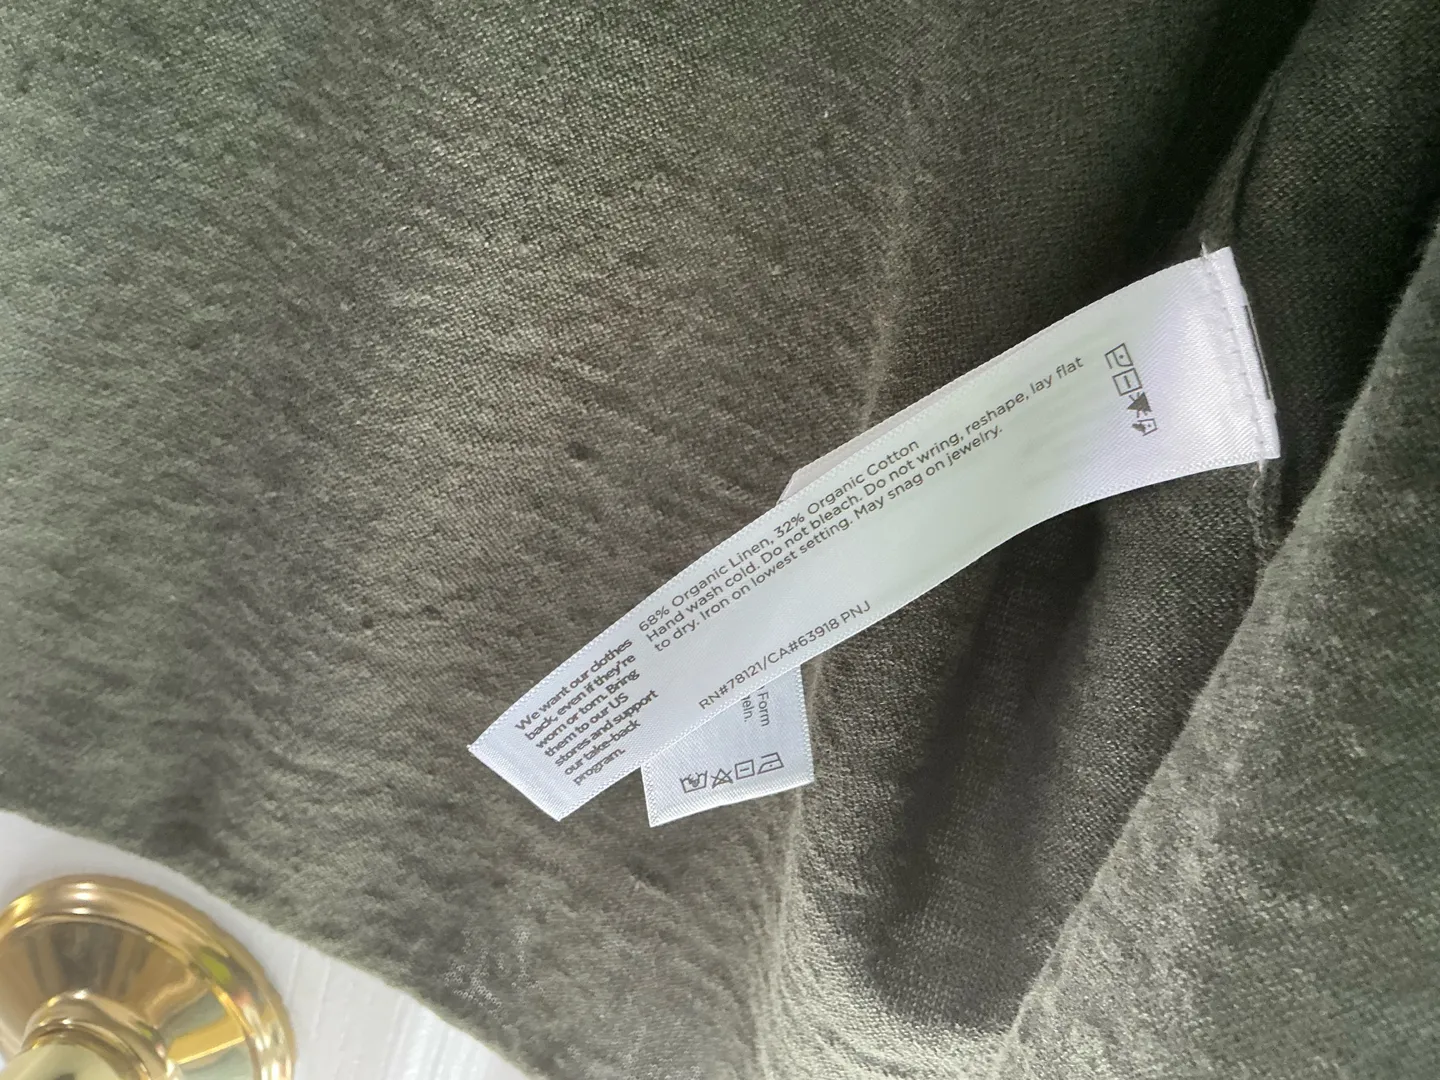 68% Organic Linen, 32% Organic Cotton
Hand wash cold. Do not bleach. Do not wring, reshape, lay flat
to dry. Iron on lowest setting. May snag on jewelry.
RN#78121/CA#63918 PNJ
We want our clothes
back, even if they're
worn or torn. Bring
them to our US
stores and support
our take-back
program.
Form